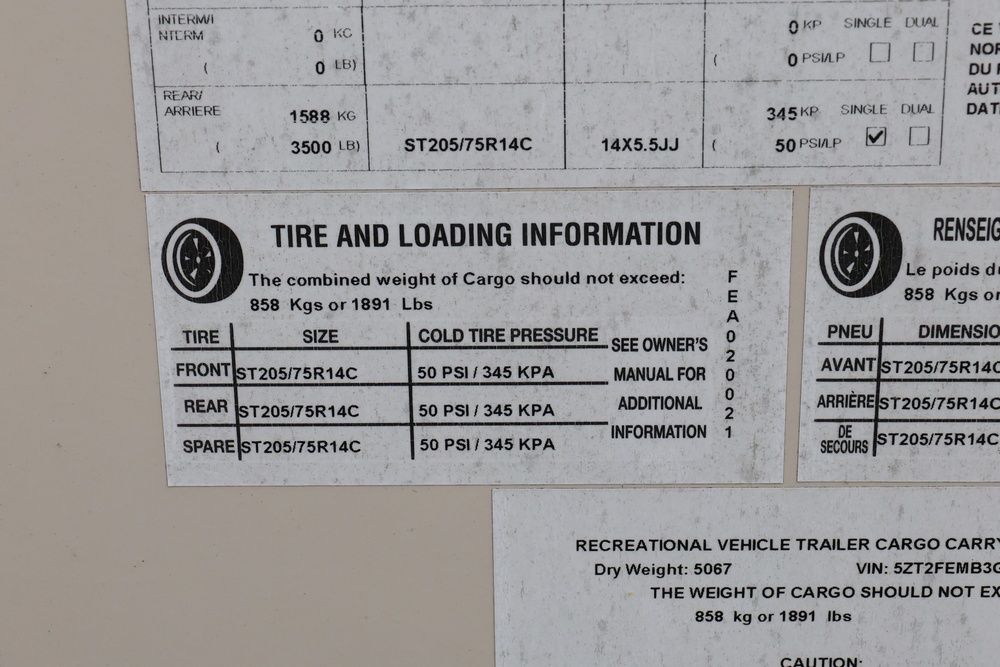 INTERM/I
NTERM
0 KG
( 0 LB)
0 KP SINGLE DUAL
( 0 PSI/LP
REAR/
ARRIERE
1588 KG
( 3500 LB)
ST205/75R14C
14X5.5JJ
345 KP SINGLE DUAL
( 50 PSI/LP
CE
NOR
DU
AUT
DAT
TIRE AND LOADING INFORMATION
The combined weight of Cargo should not exceed:
858 Kgs or 1891 Lbs
TIRE SIZE COLD TIRE PRESSURE
FRONT ST205/75R14C 50 PSI / 345 KPA
REAR ST205/75R14C 50 PSI / 345 KPA
SPARE ST205/75R14C 50 PSI / 345 KPA
SEE OWNER'S
MANUAL FOR
ADDITIONAL
INFORMATION
FEA020021
RENSEIG
Le poids d
858 Kgs or
PNEU DIMENSIO
AVANT ST205/75R14C
ARRIÈRE ST205/75R14C
DE
SECOURS ST205/75R14C
RECREATIONAL VEHICLE TRAILER CARGO CARRY
Dry Weight: 5067 VIN: 5ZT2FEMB3G
THE WEIGHT OF CARGO SHOULD NOT EX
858 kg or 1891 lbs
CAUTION: